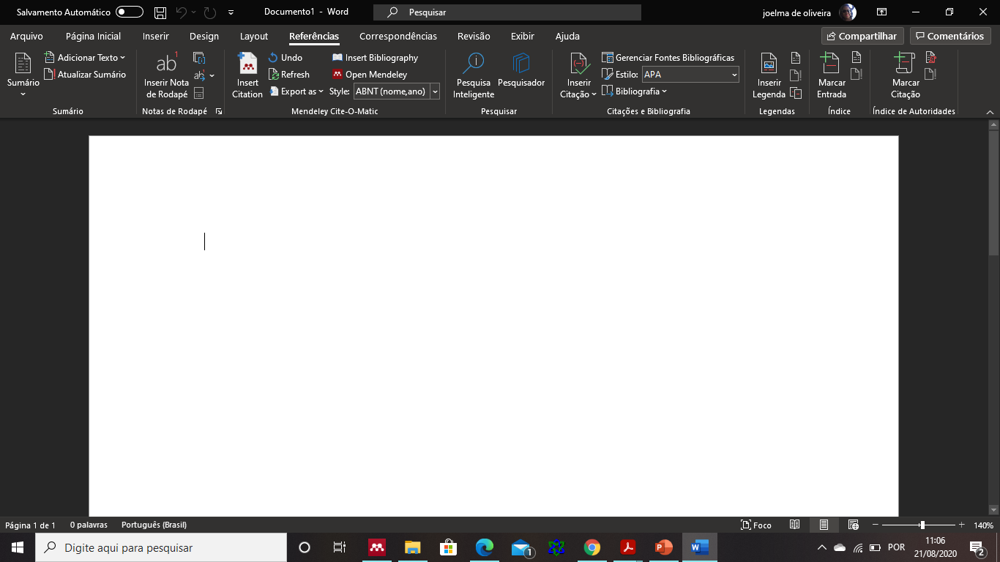 Salvamento Automático
Documento1 - Word
Pesquisar
joelma de oliveira
Arquivo Página Inicial Inserir Design Layout Referências Correspondências Revisão Exibir Ajuda
Compartilhar Comentários
Sumário
Adicionar Texto
Atualizar Sumário
Sumário
ab¹
Inserir Nota
de Rodapé
ab¹
Notas de Rodapé
Insert
Citation
Undo
Refresh
Export as
Insert Bibliography
Open Mendeley
Style: ABNT (nome,ano)
Mendeley Cite-O-Matic
Pesquisa
Inteligente
Pesquisador
Pesquisar
Inserir
Citação
Gerenciar Fontes Bibliográficas
Estilo: APA
Bibliografia
Citações e Bibliografia
Inserir
Legenda
Legendas
Marcar
Entrada
Índice
Marcar
Citação
Índice de Autoridades
Página 1 de 1 0 palavras Português (Brasil)
Foco
140%
Digite aqui para pesquisar
1
POR
11:06
21/08/2020
2